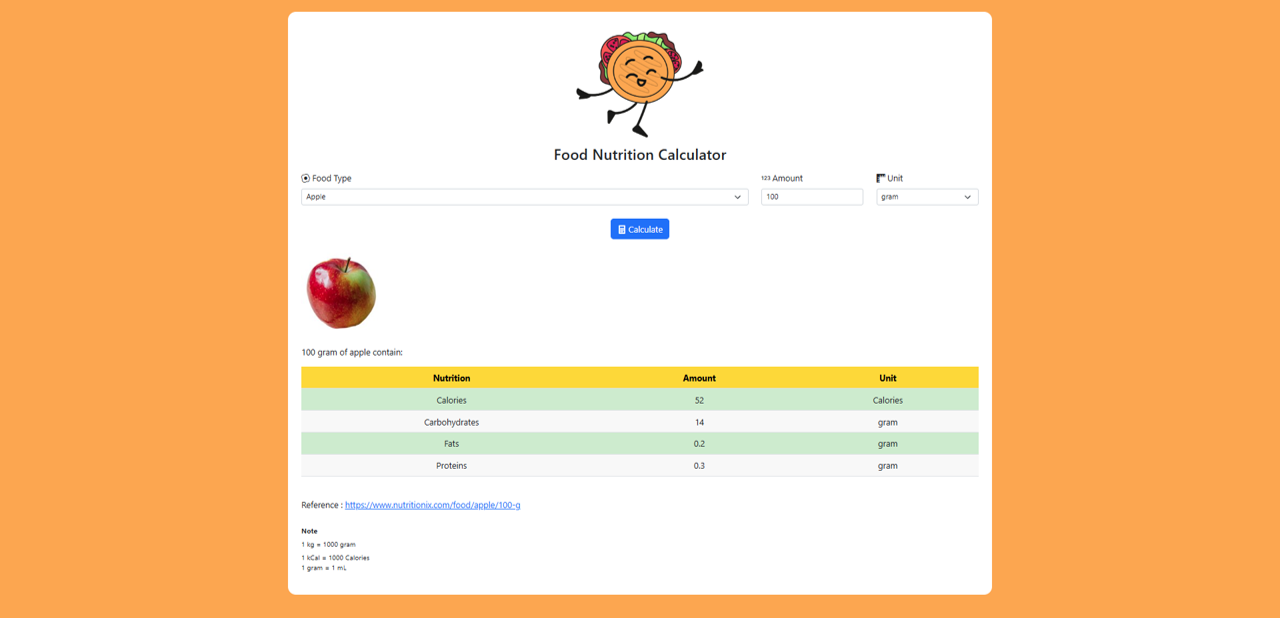 Food Nutrition Calculator
Food Type
123 Amount
Unit
Apple
100
gram
Calculate
100 gram of apple contain:
Nutrition Amount Unit
Calories 52 Calories
Carbohydrates 14 gram
Fats 0.2 gram
Proteins 0.3 gram
Reference : https://www.nutritionix.com/food/apple/100-g
Note
1 kg = 1000 gram
1 kCal = 1000 Calories
1 gram = 1 mL